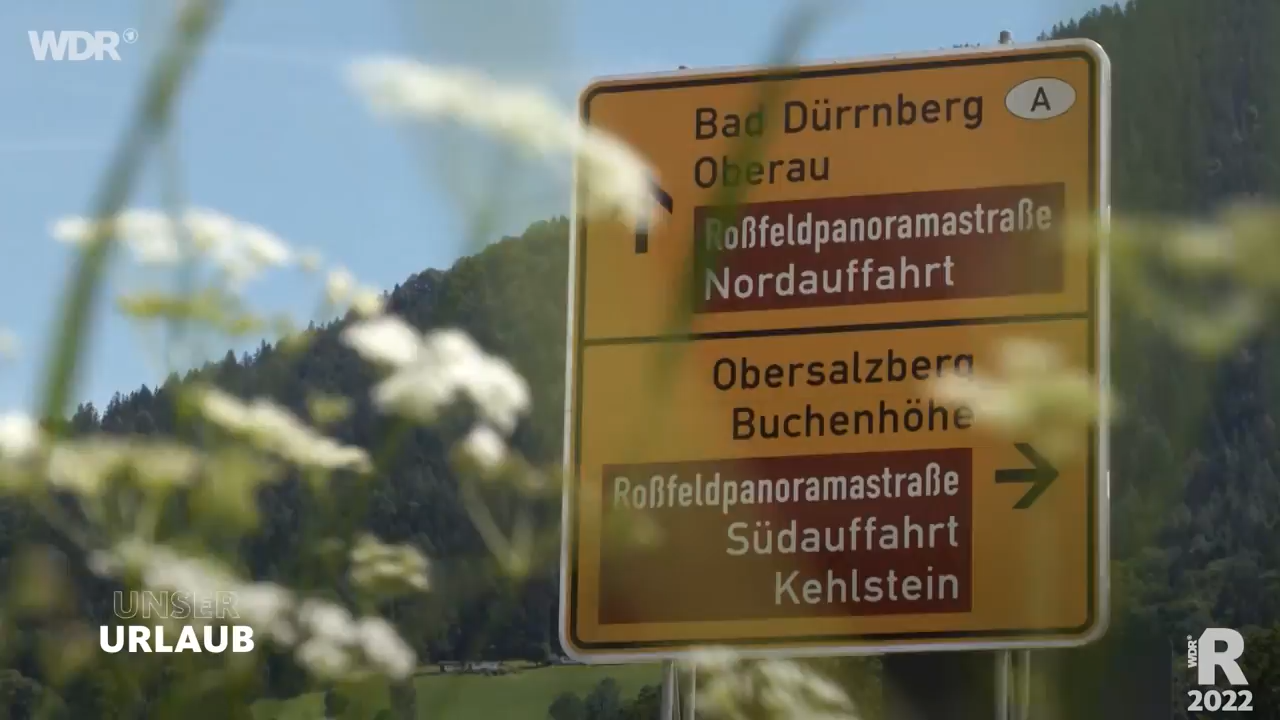 WDR
Bad Dürrnberg
A
Oberau
Roßfeldpanoramastraße
Nordauffahrt
Obersalzberg
Buchenhöhe
Roßfeldpanoramastraße
Südauffahrt
Kehlstein
UNSER
URLAUB
WDR
R
2022